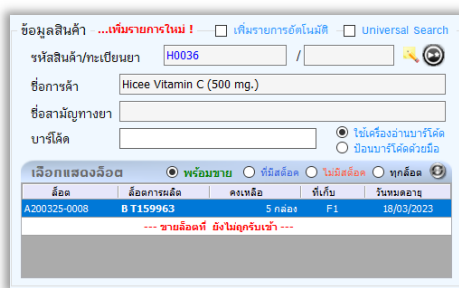 ข้อมูลสินค้า ...เพิ่มรายการใหม่ ! เพิ่มรายการอัตโนมัติ Universal Search
รหัสสินค้า/ทะเบียนยา H0036 /
ชื่อการค้า Hicee Vitamin C (500 mg.)
ชื่อสามัญทางยา
บาร์โค้ด ใช้เครื่องอ่านบาร์โค้ด
ป้อนบาร์โค้ดด้วยมือ
เลือกแสดงล็อต พร้อมขาย ที่มีสต็อค ไม่มีสต็อค ทุกล็อต
ล็อต ล็อตการผลิต คงเหลือ ที่เก็บ วันหมดอายุ
A200325-0008 B T159963 5 กล่อง F1 18/03/2023
--- ขายล็อตที่ ยังไม่ถูกรับเข้า ---